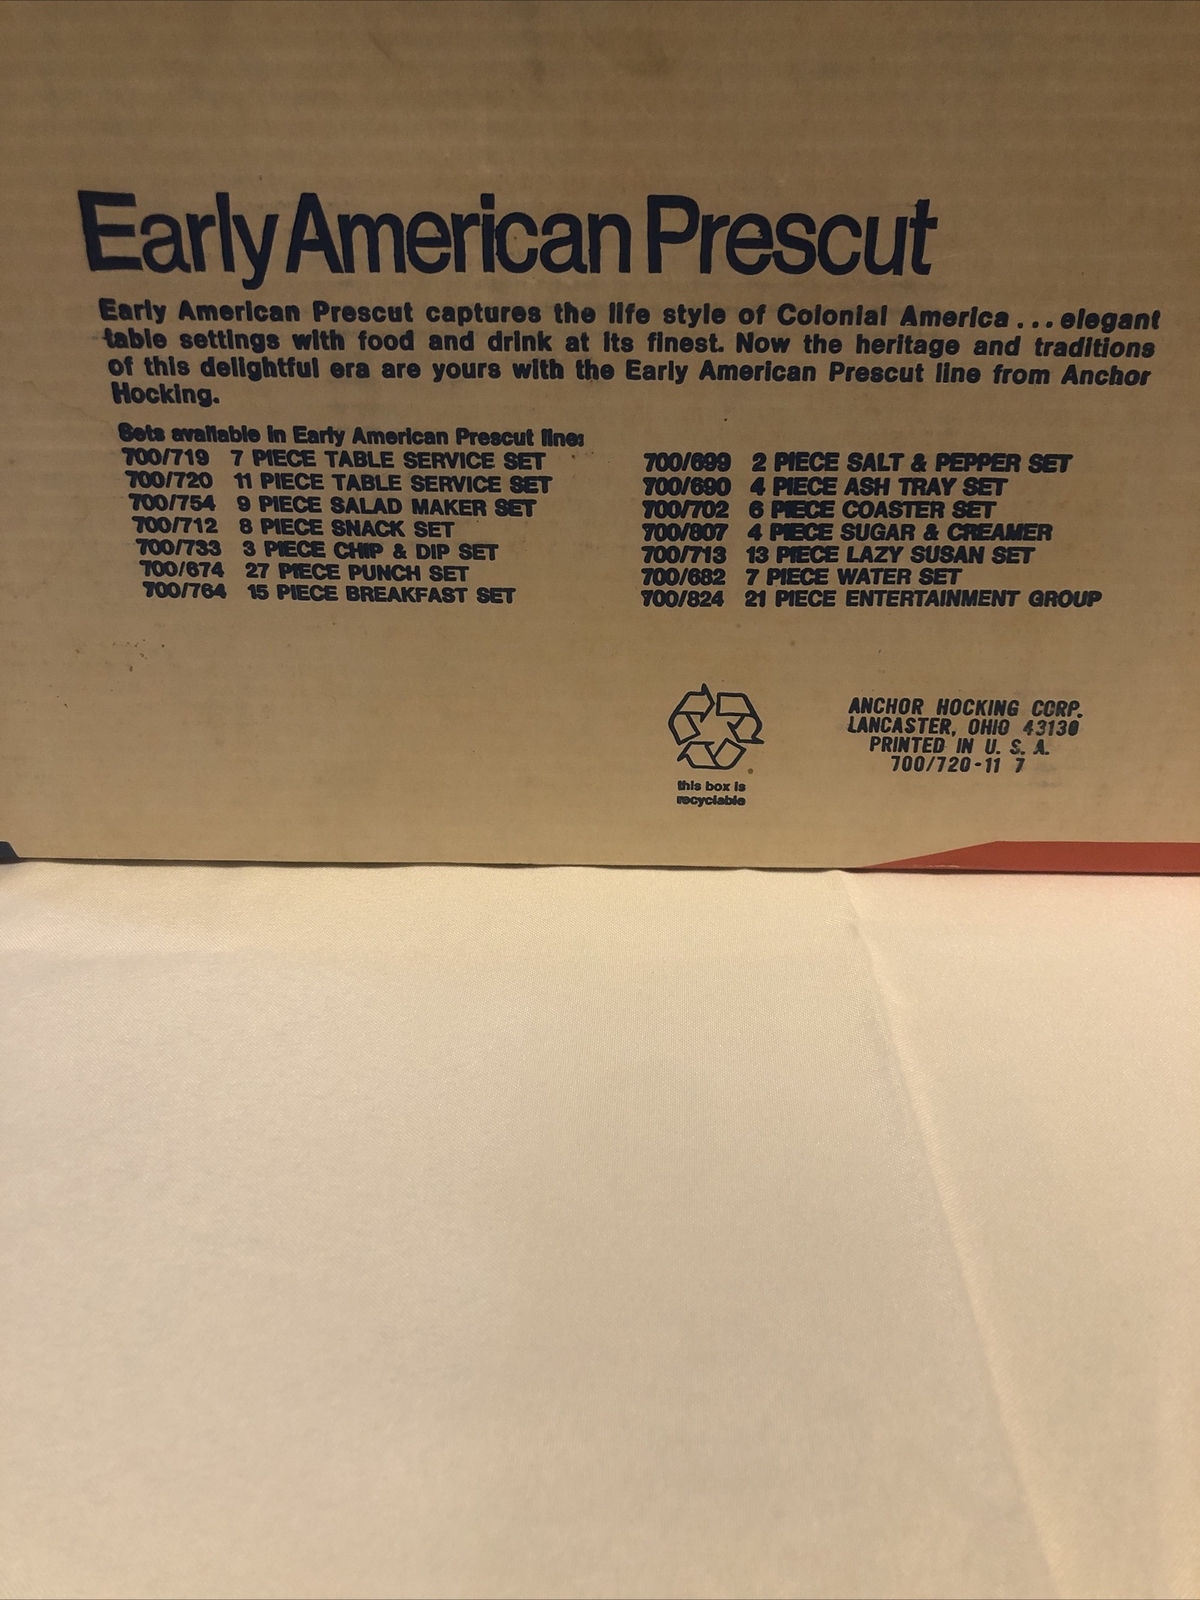 Early American Prescut
Early American Prescut captures the life style of Colonial America . . . elegant
table settings with food and drink at its finest. Now the heritage and traditions
of this delightful era are yours with the Early American Prescut line from Anchor
Hocking.
Sets available in Early American Prescut line:
700/719 7 PIECE TABLE SERVICE SET
700/720 11 PIECE TABLE SERVICE SET
700/754 9 PIECE SALAD MAKER SET
700/712 8 PIECE SNACK SET
700/733 3 PIECE CHIP & DIP SET
700/674 27 PIECE PUNCH SET
700/764 15 PIECE BREAKFAST SET
700/699 2 PIECE SALT & PEPPER SET
700/690 4 PIECE ASH TRAY SET
700/702 6 PIECE COASTER SET
700/807 4 PIECE SUGAR & CREAMER
700/713 13 PIECE LAZY SUSAN SET
700/682 7 PIECE WATER SET
700/824 21 PIECE ENTERTAINMENT GROUP
this box is
recyclable
ANCHOR HOCKING CORP.
LANCASTER, OHIO 43130
PRINTED IN U. S. A.
700/720-11 7